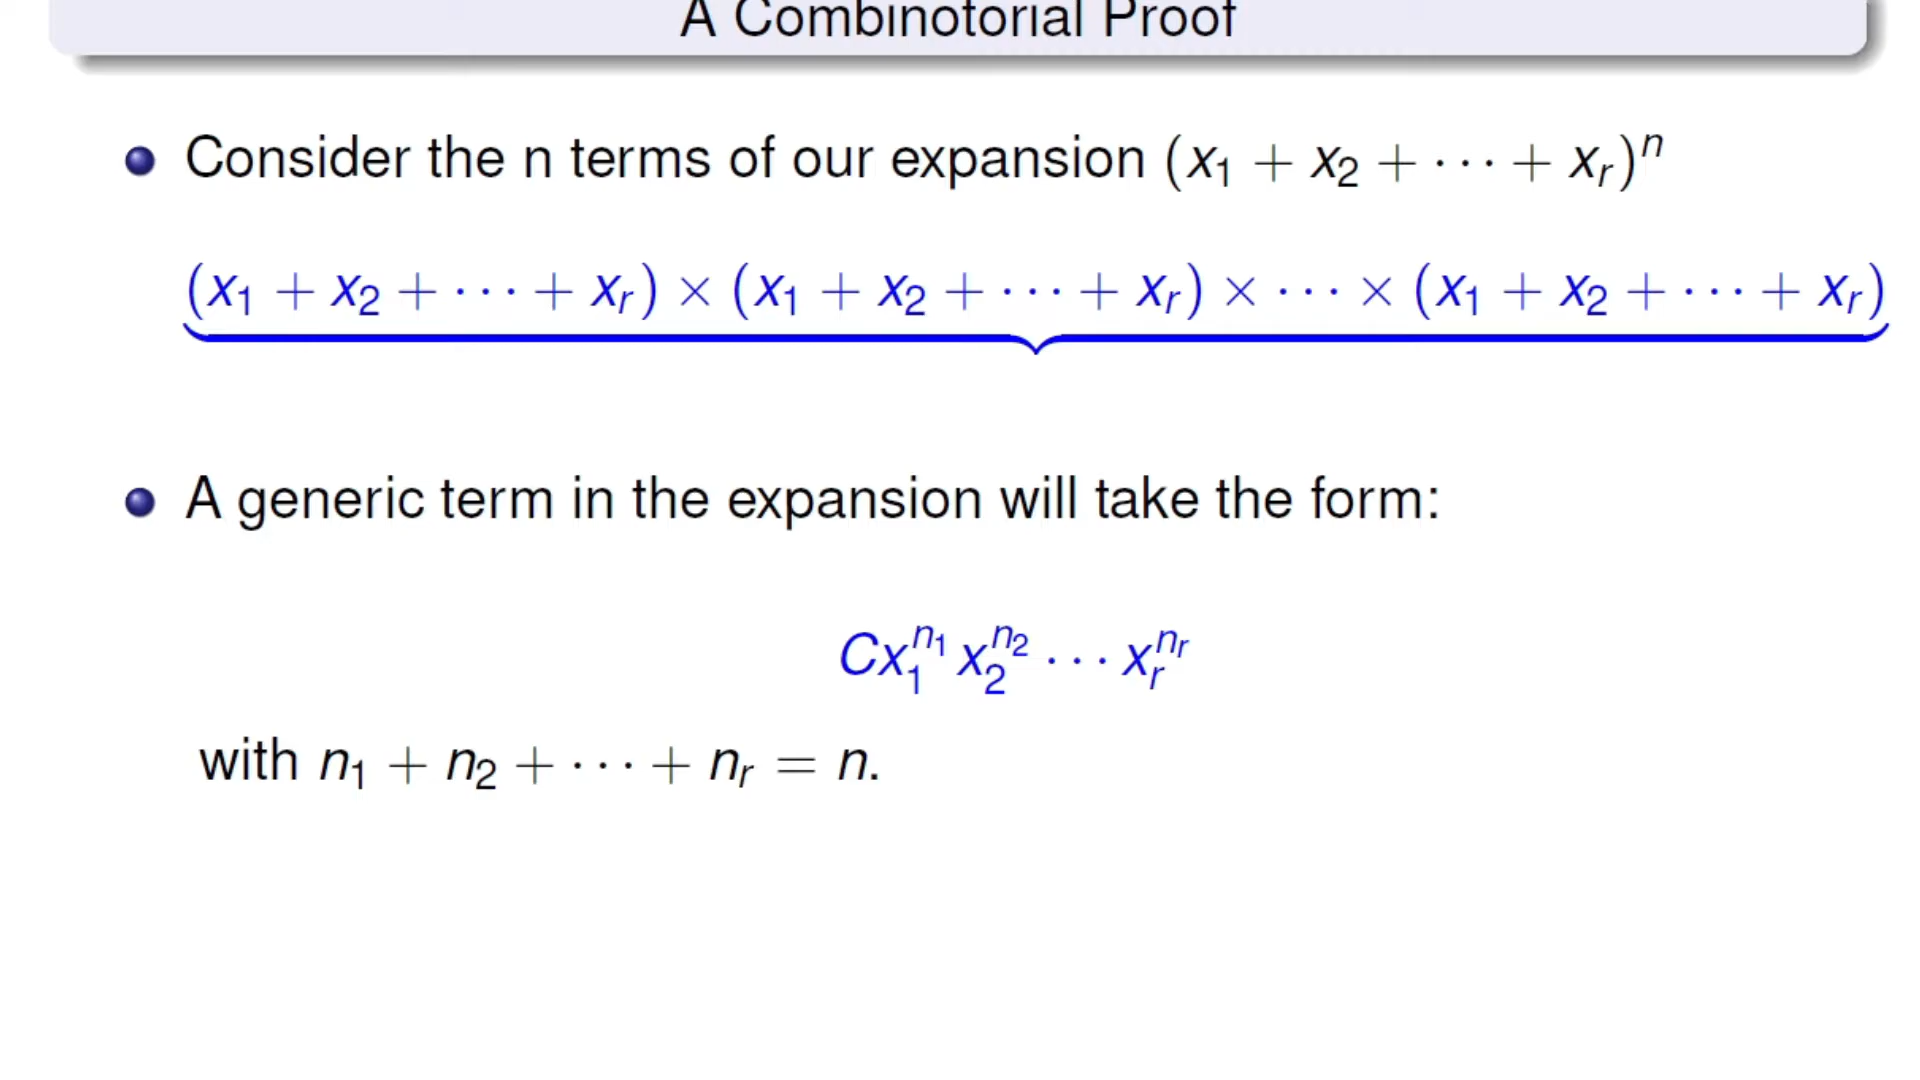 A Combinotorial Proof
Consider the n terms of our expansion (x₁ + x₂ + ··· + xᵣ)ⁿ
(x₁ + x₂ + ··· + xᵣ) × (x₁ + x₂ + ··· + xᵣ) × ··· × (x₁ + x₂ + ··· + xᵣ)
A generic term in the expansion will take the form:
Cx₁^{n₁} x₂^{n₂} ··· xᵣ^{nᵣ}
with n₁ + n₂ + ··· + nᵣ = n.